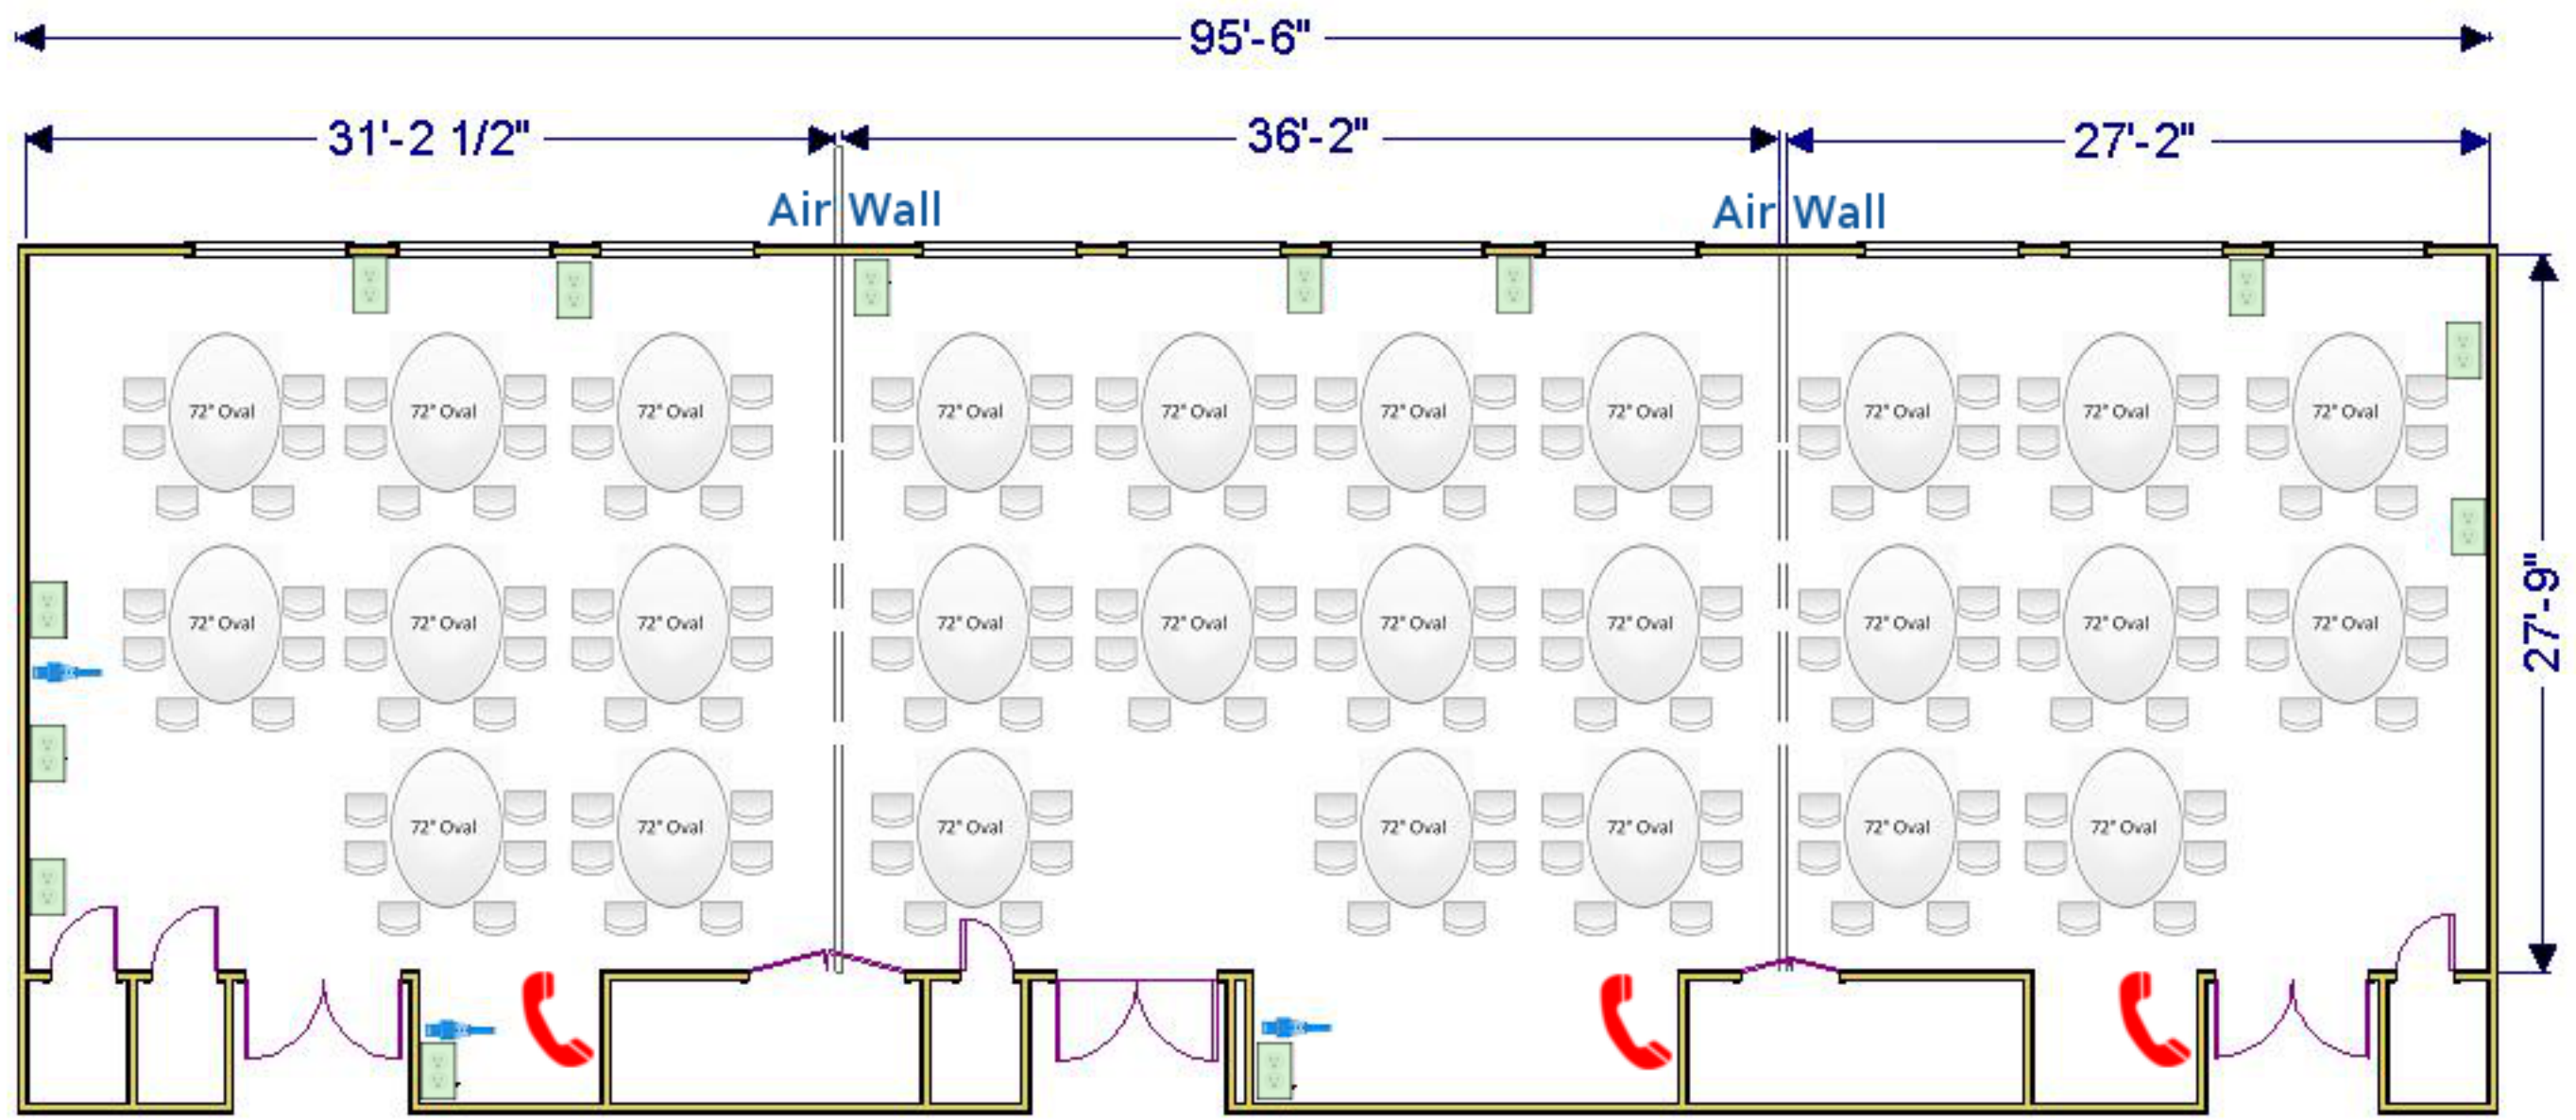 95'-6"
31'-2 1/2" 36'-2" 27'-2"
Air Wall Air Wall
72" Oval 72" Oval 72" Oval 72" Oval 72" Oval 72" Oval 72" Oval 72" Oval 72" Oval 72" Oval
72" Oval 72" Oval 72" Oval 72" Oval 72" Oval 72" Oval 72" Oval 72" Oval 72" Oval 72" Oval
27'-9"
72" Oval 72" Oval 72" Oval 72" Oval 72" Oval 72" Oval 72" Oval